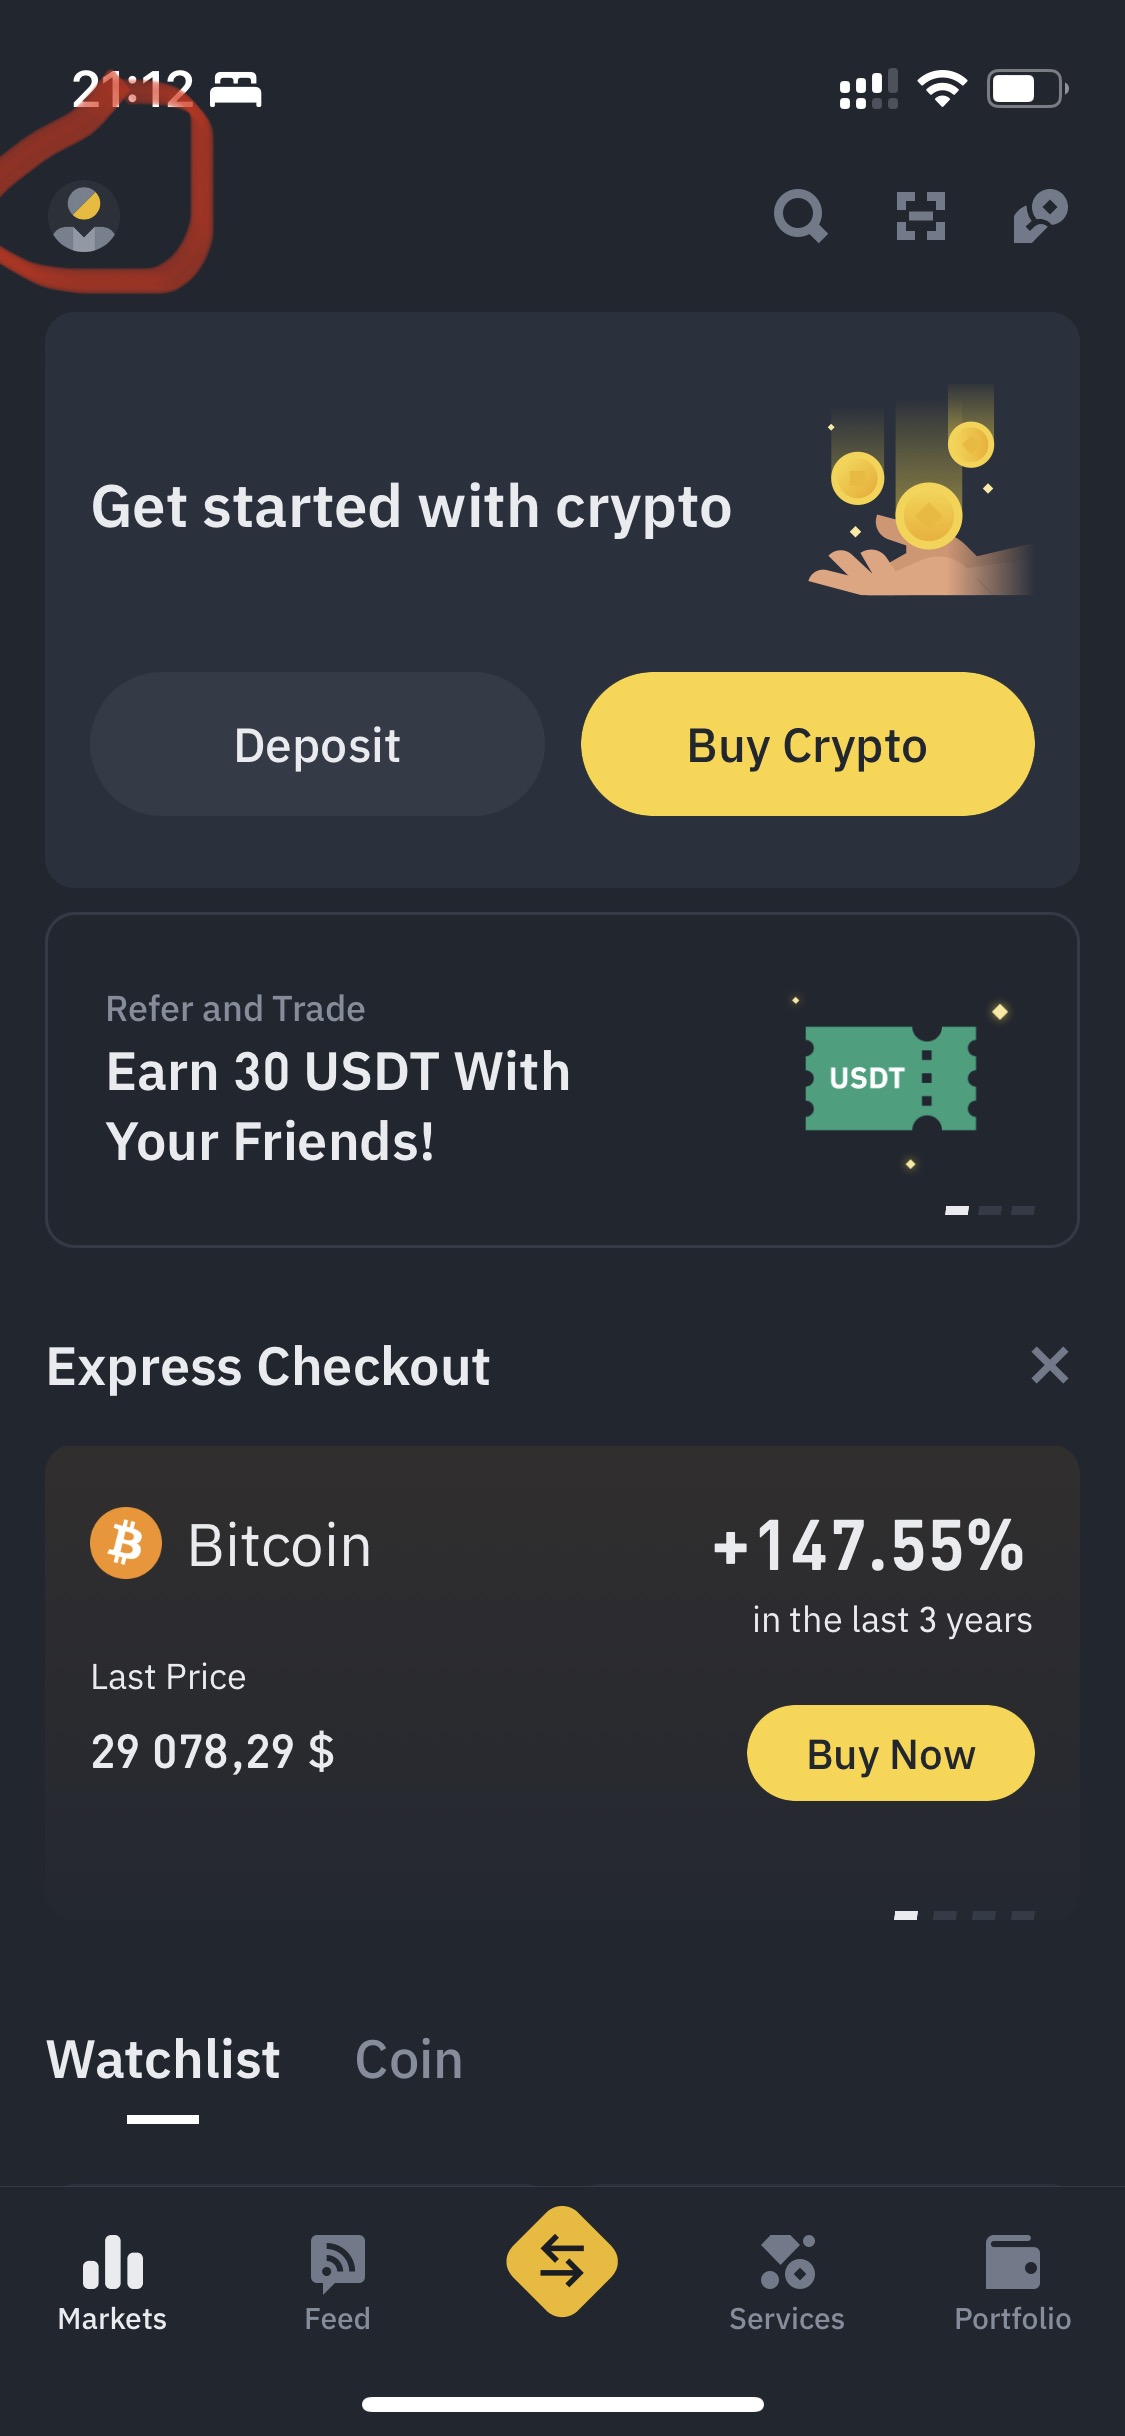 21:12
Get started with crypto
Deposit
Buy Crypto
Refer and Trade
Earn 30 USDT With
Your Friends!
USDT
Express Checkout
Bitcoin
+147.55%
in the last 3 years
Last Price
29 078,29 $
Buy Now
Watchlist
Coin
Markets
Feed
Services
Portfolio